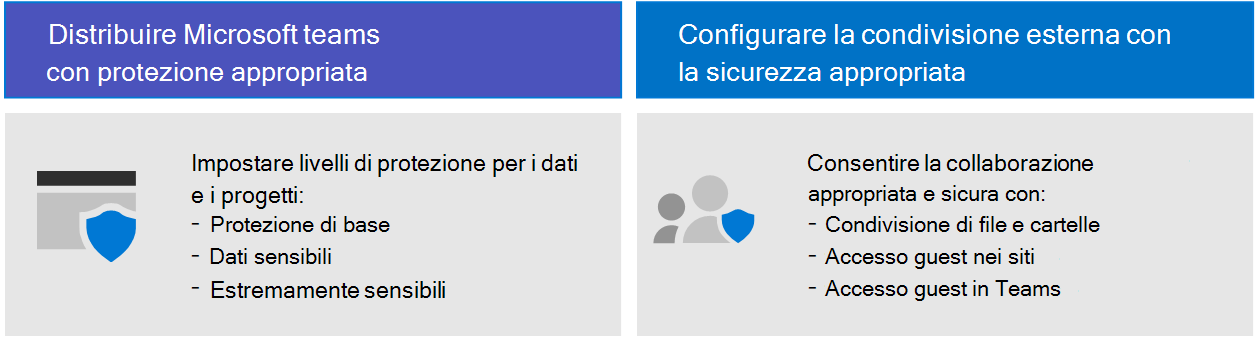 Distribuire Microsoft teams
con protezione appropriata
Impostare livelli di protezione per i dati
e i progetti:
- Protezione di base
- Dati sensibili
- Estremamente sensibili
Configurare la condivisione esterna con
la sicurezza appropriata
Consentire la collaborazione
appropriata e sicura con:
- Condivisione di file e cartelle
- Accesso guest nei siti
- Accesso guest in Teams